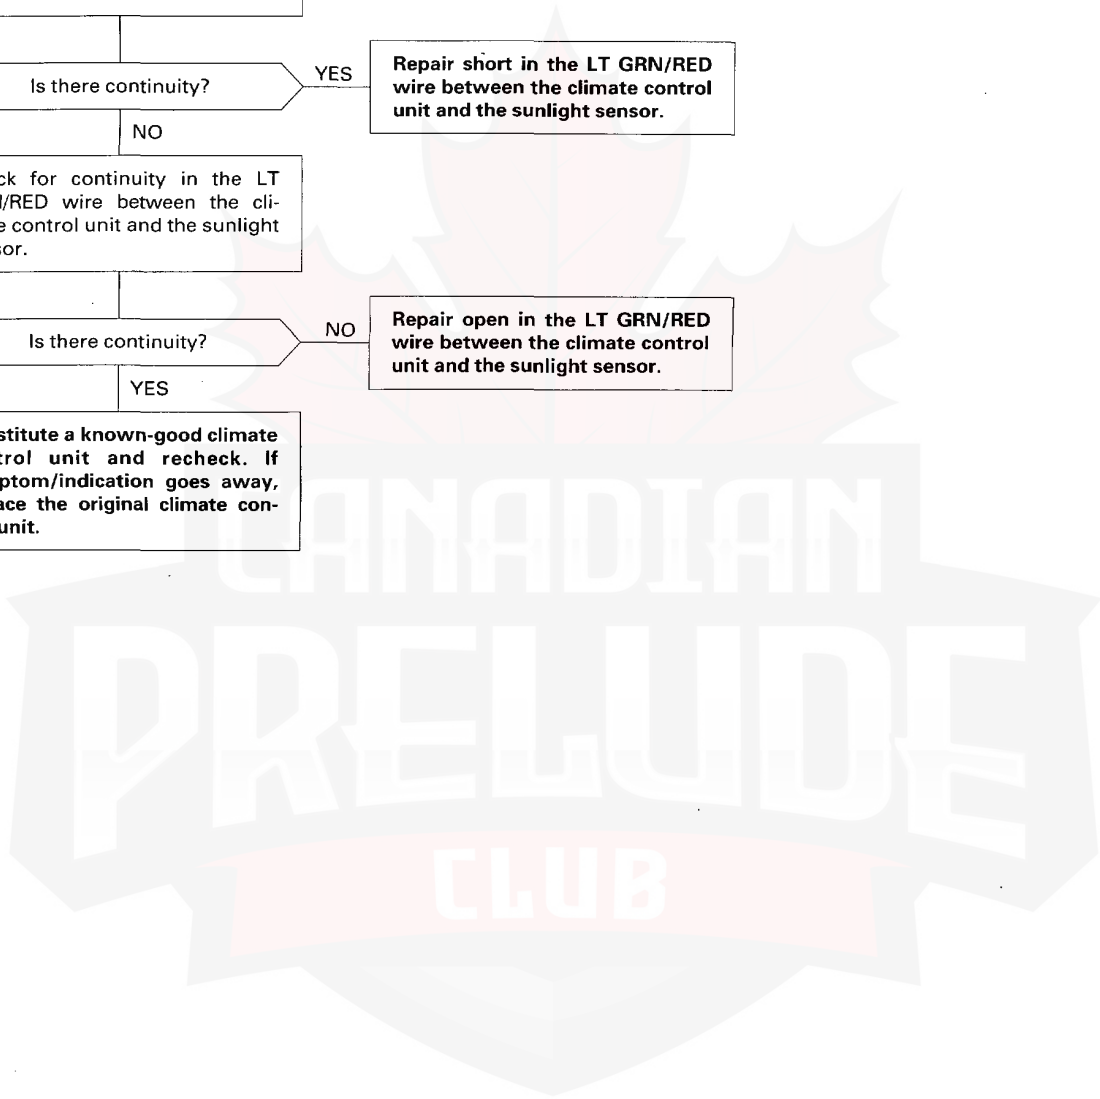 Is there continuity?
YES
Repair short in the LT GRN/RED
wire between the climate control
unit and the sunlight sensor.
NO
ck for continuity in the LT
/RED wire between the cli-
e control unit and the sunlight
sor.
Is there continuity?
NO
Repair open in the LT GRN/RED
wire between the climate control
unit and the sunlight sensor.
YES
stitute a known-good climate
trol unit and recheck. If
ptom/indication goes away,
ace the original climate con-
unit.
CANADIAN
PRELUDE
CLUB